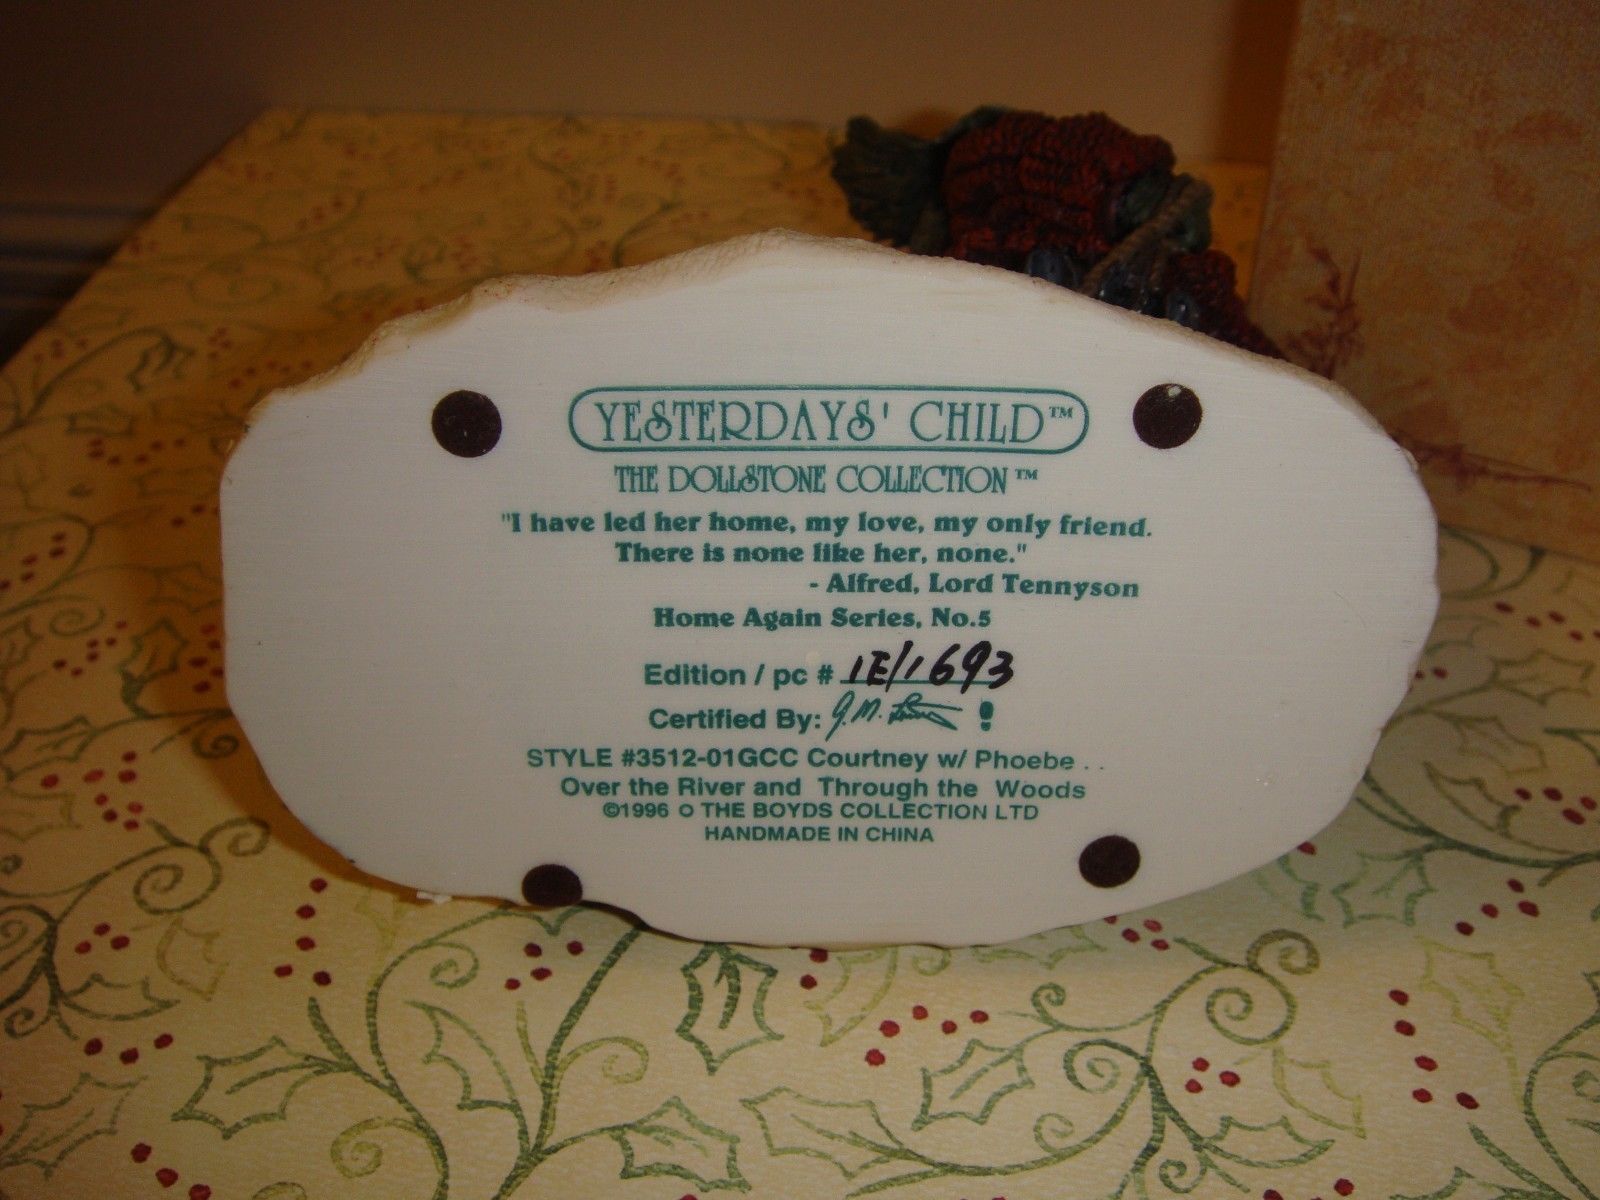 YESTERDAYS' CHILD™
THE DOLLSTONE COLLECTION™
"I have led her home, my love, my only friend.
There is none like her, none."
- Alfred, Lord Tennyson
Home Again Series, No.5
Edition / pc # 1E/1693
Certified By: G.M.
STYLE #3512-01GCC Courtney w/ Phoebe . .
Over the River and Through the Woods
©1996 THE BOYDS COLLECTION LTD
HANDMADE IN CHINA